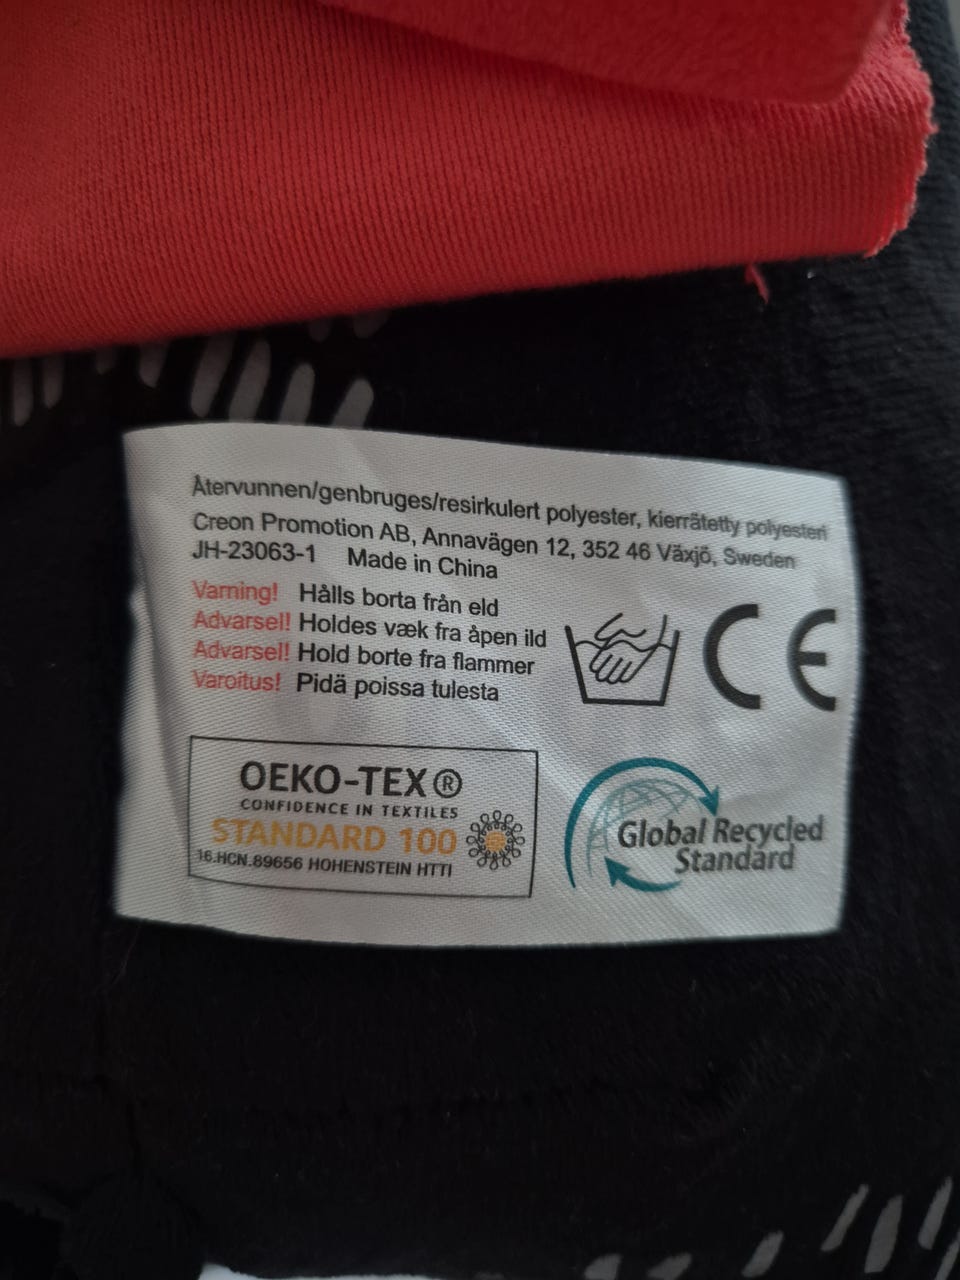 Återvunnen/genbruges/resirkulert polyester, kierrätetty polyesteri
Creon Promotion AB, Annavägen 12, 352 46 Växjö, Sweden
JH-23063-1 Made in China
Varning! Hålls borta från eld
Advarsel! Holdes væk fra åpen ild
Advarsel! Hold borte fra flammer
Varoitus! Pidä poissa tulesta
CE
OEKO-TEX®
CONFIDENCE IN TEXTILES
STANDARD 100
16.HCN.89656 HOHENSTEIN HTTI
Global Recycled
Standard